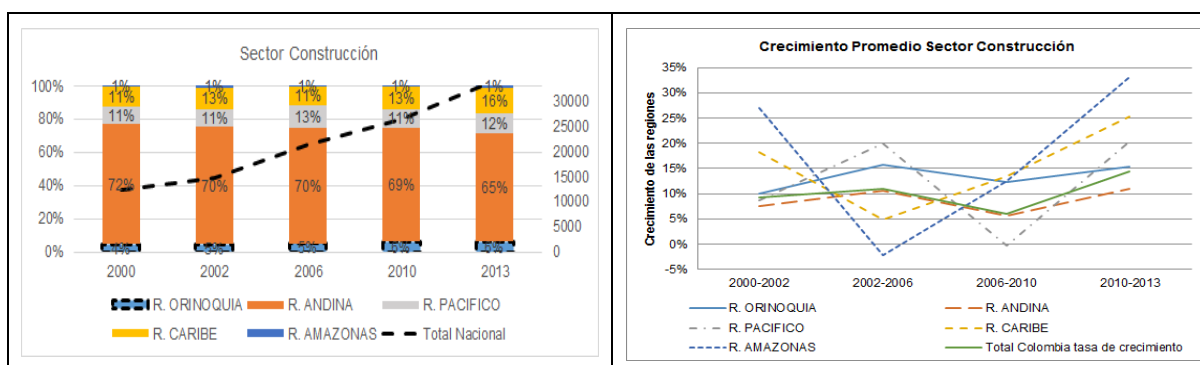 Sector Construcción
100%
80%
60%
40%
20%
0%
1% 1% 1% 1% 1%
11% 13% 11% 13% 16%
11% 11% 13% 11% 12%
72% 70% 70% 69% 65%
4% 5% 6% 6%
30000
25000
20000
15000
10000
5000
0
2000 2002 2006 2010 2013
R. ORINOQUIA R. ANDINA R. PACIFICO
R. CARIBE R. AMAZONAS Total Nacional
Crecimiento Promedio Sector Construcción
Crecimiento de las regiones
35%
30%
25%
20%
15%
10%
5%
0%
-5%
2000-2002 2002-2006 2006-2010 2010-2013
R. ORINOQUIA R. ANDINA
R. PACIFICO R. CARIBE
R. AMAZONAS Total Colombia tasa de crecimiento